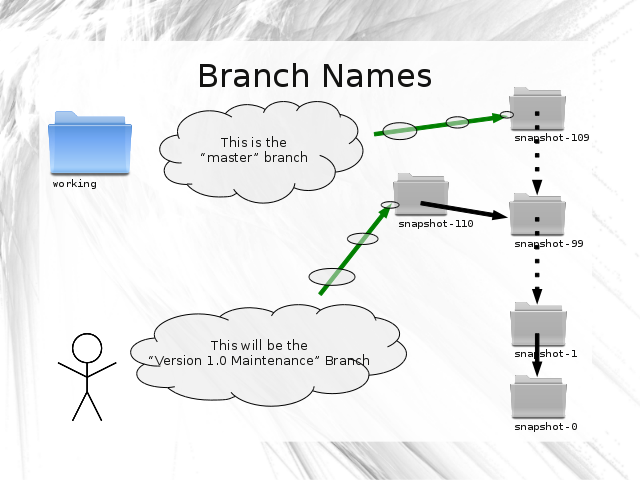 Branch Names
This is the
“master” branch
working
snapshot-109
snapshot-110
snapshot-99
This will be the
“Version 1.0 Maintenance” Branch
snapshot-1
snapshot-0